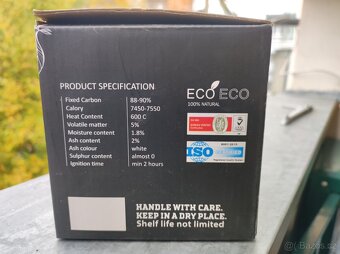 PRODUCT SPECIFICATION
Fixed Carbon 88-90%
Calory 7450-7550
Heat Content 600 C
Volatile matter 5%
Moisture content 1.8%
Ash content 2%
Ash colour white
Sulphur content almost 0
Ignition time min 2 hours
ECO ECO
100% NATURAL
ISO
HANDLE WITH CARE.
KEEP IN A DRY PLACE.
Shelf life not limited